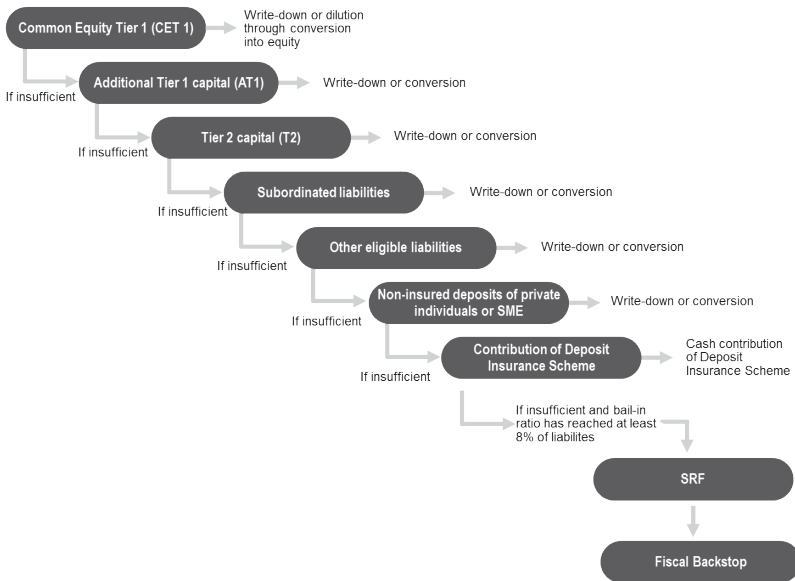 Common Equity Tier 1 (CET 1)
Write-down or dilution
through conversion
into equity
If insufficient
Additional Tier 1 capital (AT1)
Write-down or conversion
If insufficient
Tier 2 capital (T2)
Write-down or conversion
If insufficient
Subordinated liabilities
Write-down or conversion
If insufficient
Other eligible liabilities
Write-down or conversion
If insufficient
Non-insured deposits of private
individuals or SME
Write-down or conversion
If insufficient
Contribution of Deposit
Insurance Scheme
Cash contribution
of Deposit
Insurance Scheme
If insufficient and bail-in
ratio has reached at least
8% of liabilites
SRF
Fiscal Backstop